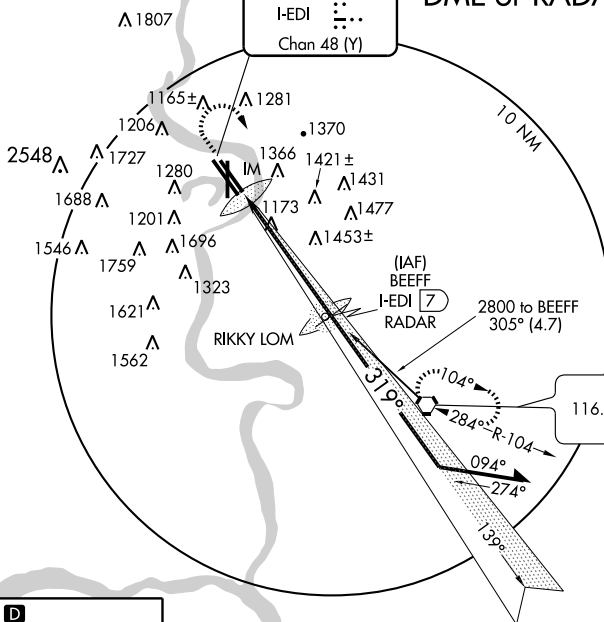 DME or RADA
I-EDI
Chan 48 (Y)
1807
1165±
1281
10 NM
1206
1370
2548
1727
1366
IM
1421±
1280
1431
1688
1173
1477
1201
1546
1696
1453±
1759
1323
(IAF)
BEEFF
I-EDI 7
RADAR
1621
2800 to BEEFF
305° (4.7)
RIKKY LOM
1562
319°
104°
116.
284°
R-104
094°
274°
139°
D